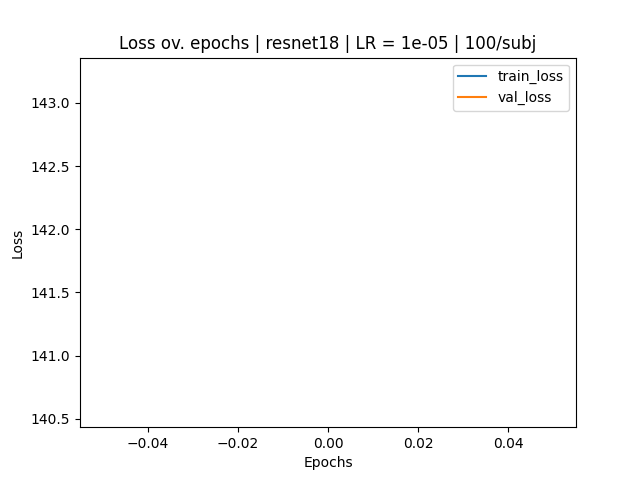 Loss ov. epochs | resnet18 | LR = 1e-05 | 100/subj
train_loss
val_loss
143.0
142.5
142.0
141.5
141.0
140.5
Loss
−0.04 −0.02 0.00 0.02 0.04
Epochs